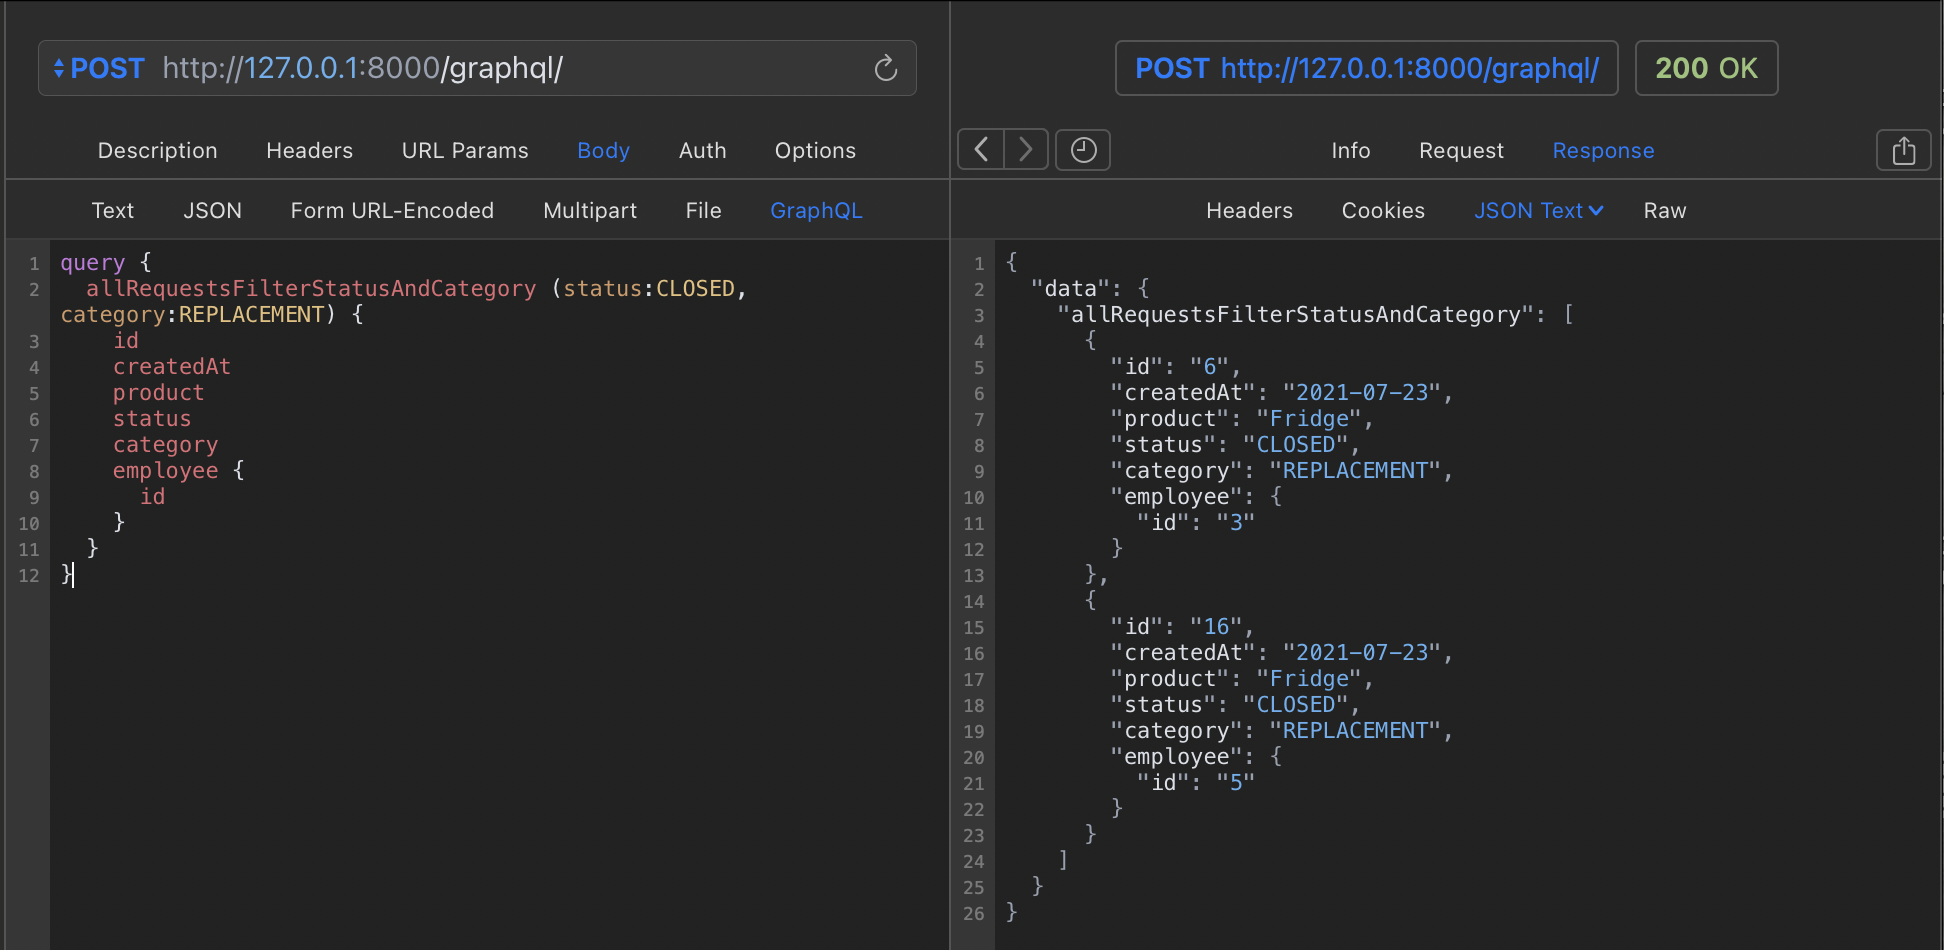 POST http://127.0.0.1:8000/graphql/
Description Headers URL Params Body Auth Options
Text JSON Form URL-Encoded Multipart File GraphQL
1 query {
2 allRequestsFilterStatusAndCategory (status:CLOSED,
category:REPLACEMENT) {
3 id
4 createdAt
5 product
6 status
7 category
8 employee {
9 id
10 }
11 }
12 }
POST http://127.0.0.1:8000/graphql/ 200 OK
Info Request Response
Headers Cookies JSON Text Raw
1 {
2 "data": {
3 "allRequestsFilterStatusAndCategory": [
4 {
5 "id": "6",
6 "createdAt": "2021-07-23",
7 "product": "Fridge",
8 "status": "CLOSED",
9 "category": "REPLACEMENT",
10 "employee": {
11 "id": "3"
12 }
13 },
14 {
15 "id": "16",
16 "createdAt": "2021-07-23",
17 "product": "Fridge",
18 "status": "CLOSED",
19 "category": "REPLACEMENT",
20 "employee": {
21 "id": "5"
22 }
23 }
24 ]
25 }
26 }